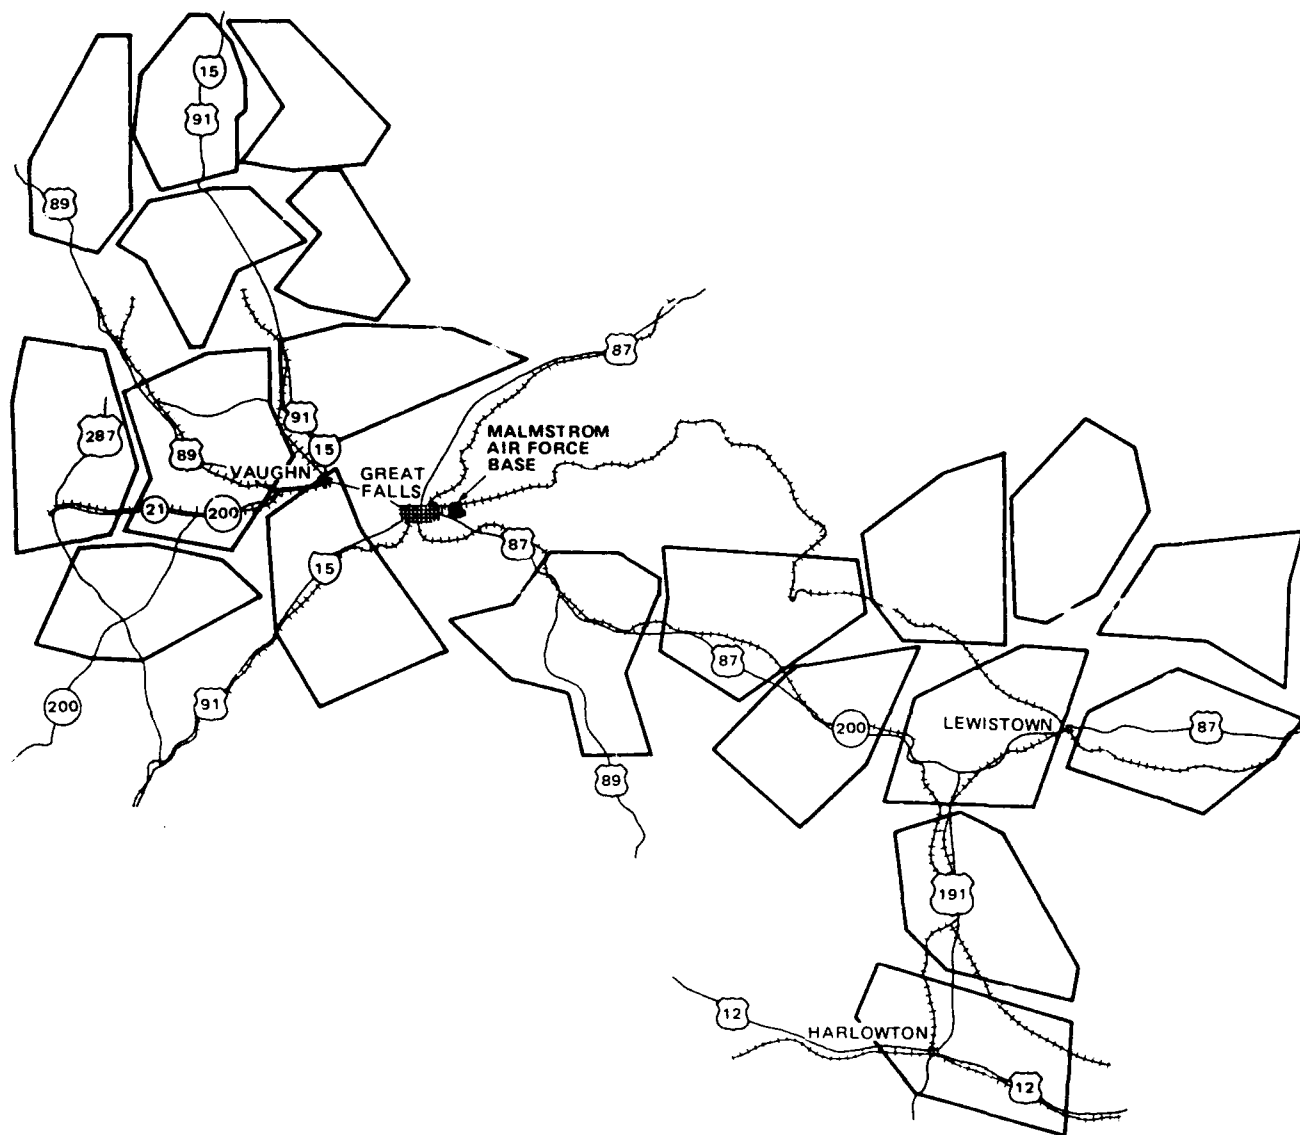 15
91
89
87
91
287
15
MALMSTROM
AIR FORCE
BASE
89
VAUGHN
GREAT
FALLS
21
200
87
15
87
200
91
200
LEWISTOWN
87
89
191
12
HARLOWTON
12